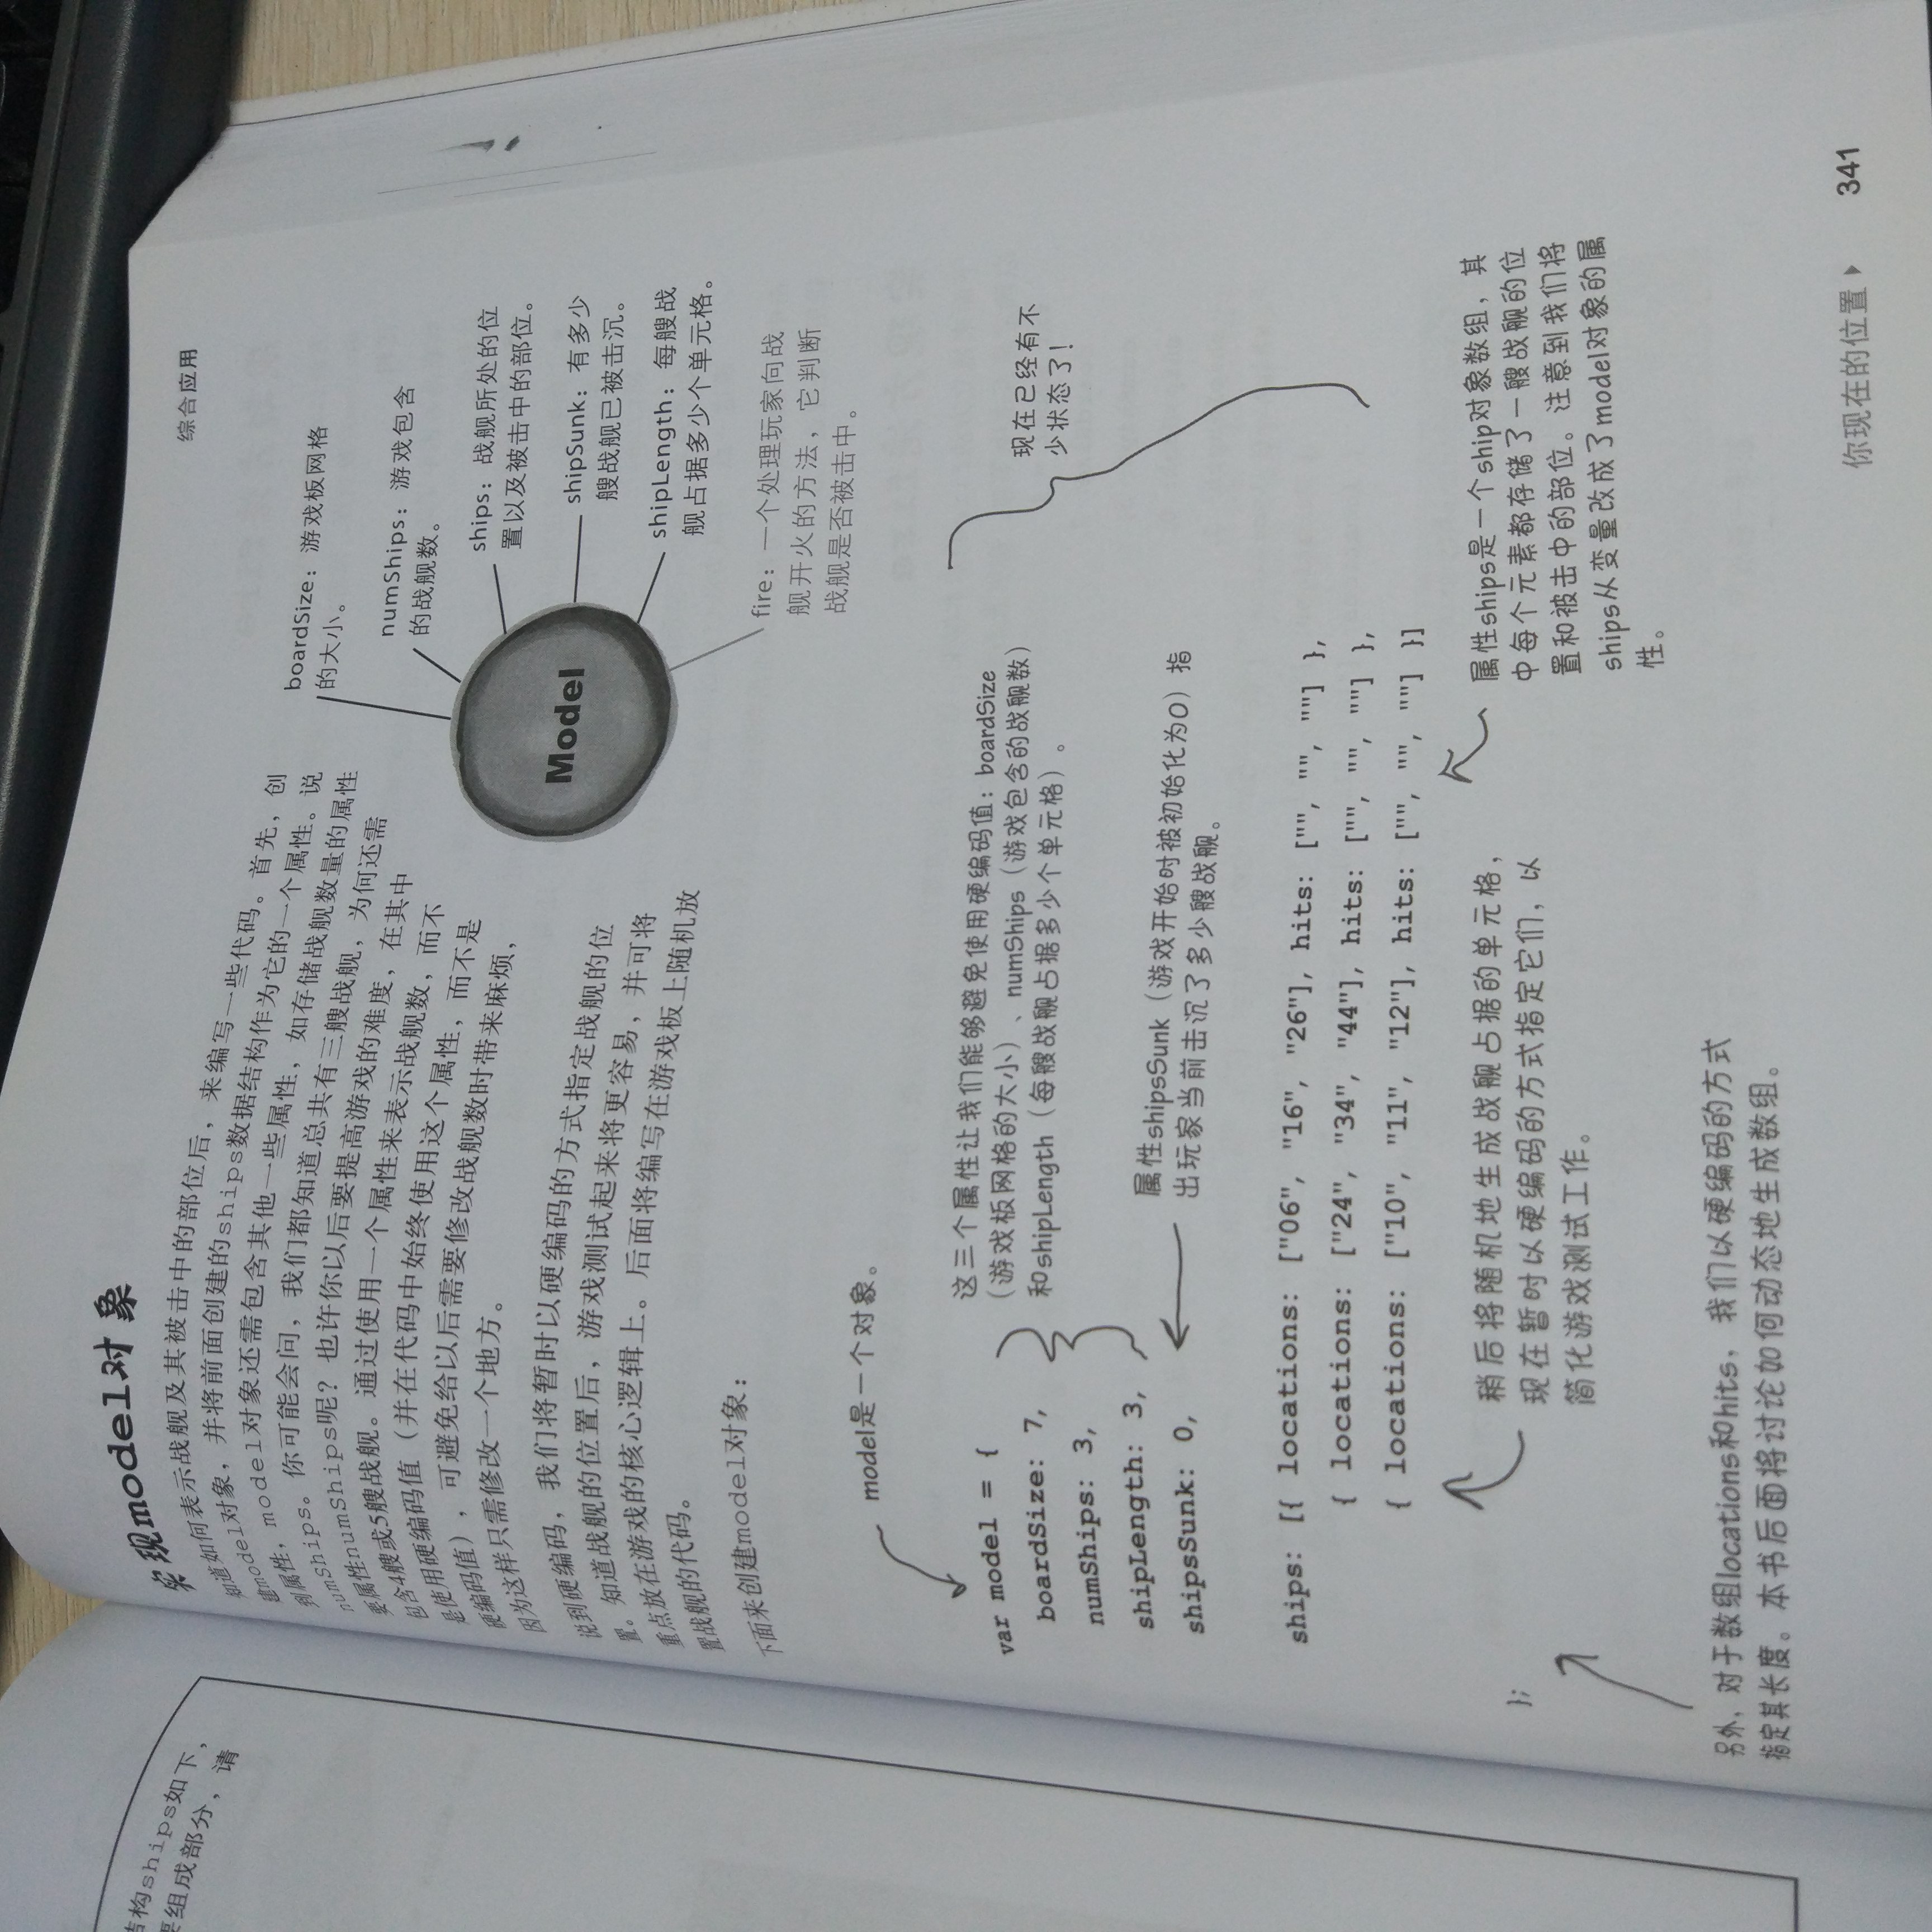 结构ships如下，
要组成部分，请
综合应用
实现model对象
知道如何表示战舰及其被击中的部位后，来编写一些代码。首先，创
建model对象，并将前面创建的ships数据结构作为它的一个属性。说
到属性，model对象还需包含其他一些属性，如存储战舰数量的属性
numShips。你可能会问，我们都知道总共有三艘战舰，为何还需
要属性numShips呢？也许你以后要提高游戏的难度，在其中
包含4艘或5艘战舰。通过使用一个属性来表示战舰数，而不
是使用硬编码值（并在代码中始终使用这个属性，而不是
硬编码值），可避免给以后需要修改战舰数时带来麻烦，
因为这样只需修改一个地方。
说到硬编码，我们将暂时以硬编码的方式指定战舰的位
置。知道战舰的位置后，游戏测试起来将更容易，并可将
重点放在游戏的核心逻辑上。后面将编写在游戏板上随机放
置战舰的代码。
下面来创建model对象：
boardSize：游戏板网格
的大小。
numShips：游戏包含
的战舰数。
ships：战舰所处的位
置以及被击中的部位。
shipSunk：有多少
艘战舰已被击沉。
shipLength：每艘战
舰占据多少个单元格。
fire：一个处理玩家向战
舰开火的方法，它判断
战舰是否被击中。
Model
model是一个对象。
var model = {
boardSize: 7,
numShips: 3,
shipLength: 3,
shipsSunk: 0,
这三个属性让我们能够避免使用硬编码值：boardSize
（游戏板网格的大小）、numShips（游戏包含的战舰数）
和shipLength（每艘战舰占据多少个单元格）。
属性shipsSunk（游戏开始时被初始化为0）指
出玩家当前击沉了多少艘战舰。
现在已经有不
少状态了！
ships: [{ locations: ["06", "16", "26"], hits: ["", "", ""] },
{ locations: ["24", "34", "44"], hits: ["", "", ""] },
{ locations: ["10", "11", "12"], hits: ["", "", ""] }]
};
稍后将随机地生成战舰占据的单元格，
现在暂时以硬编码的方式指定它们，以
简化游戏测试工作。
属性ships是一个ship对象数组，其
中每个元素都存储了一艘战舰的位
置和被击中的部位。注意到我们将
ships从变量改成了model对象的属
性。
另外，对于数组locations和hits，我们以硬编码的方式
指定其长度。本书后面将讨论如何动态地生成数组。
你现在的位置 ▸ 341